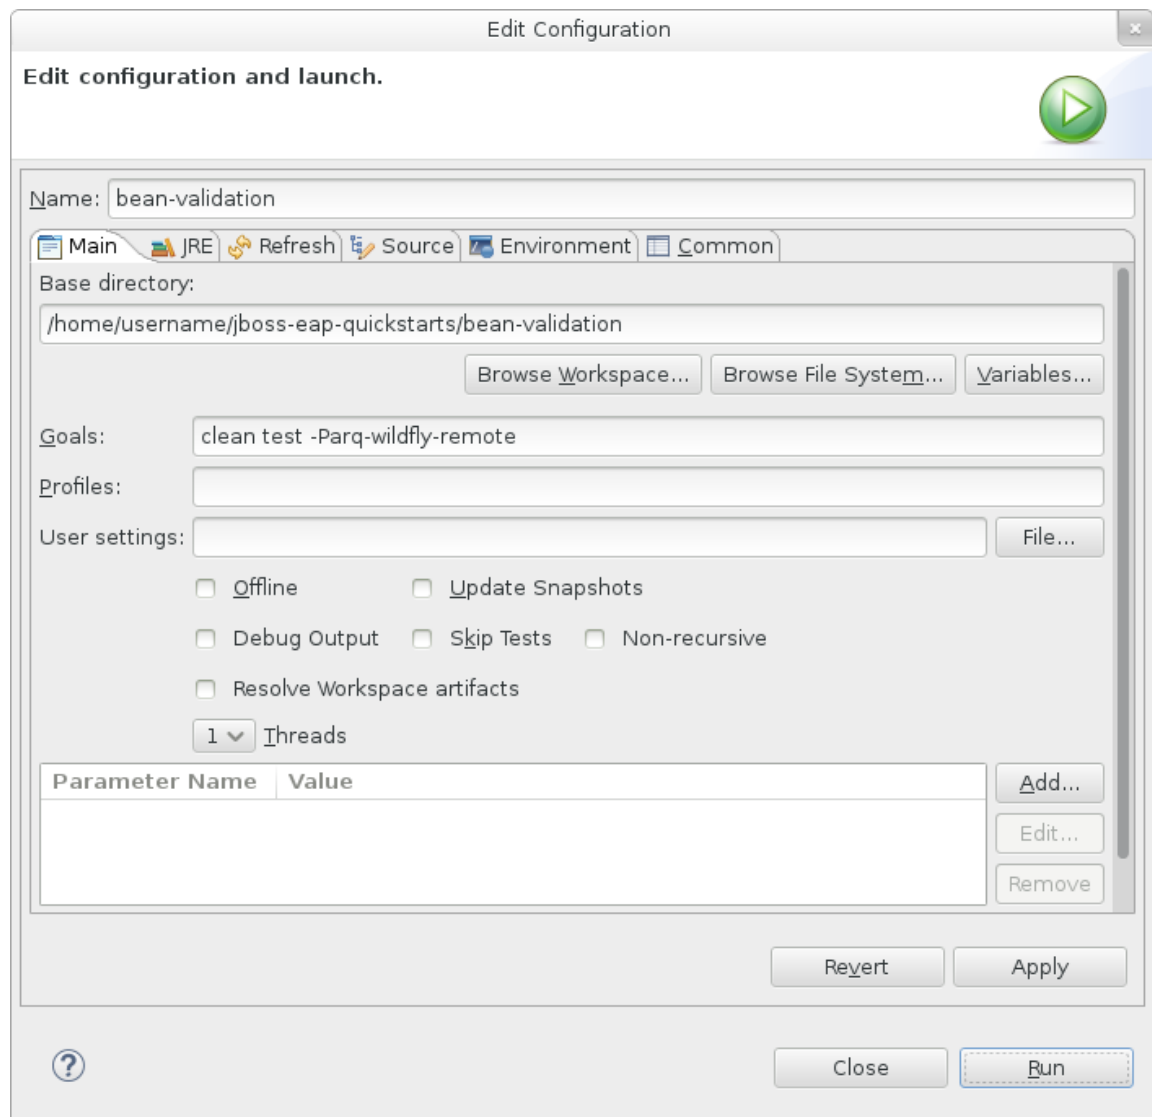 Edit Configuration
Edit configuration and launch.
Name: bean-validation
Main JRE Refresh Source Environment Common
Base directory:
/home/username/jboss-eap-quickstarts/bean-validation
Browse Workspace... Browse File System... Variables...
Goals: clean test -Parq-wildfly-remote
Profiles:
User settings: File...
Offline Update Snapshots
Debug Output Skip Tests Non-recursive
Resolve Workspace artifacts
1 Threads
Parameter Name Value Add...
Edit...
Remove
Revert Apply
? Close Run